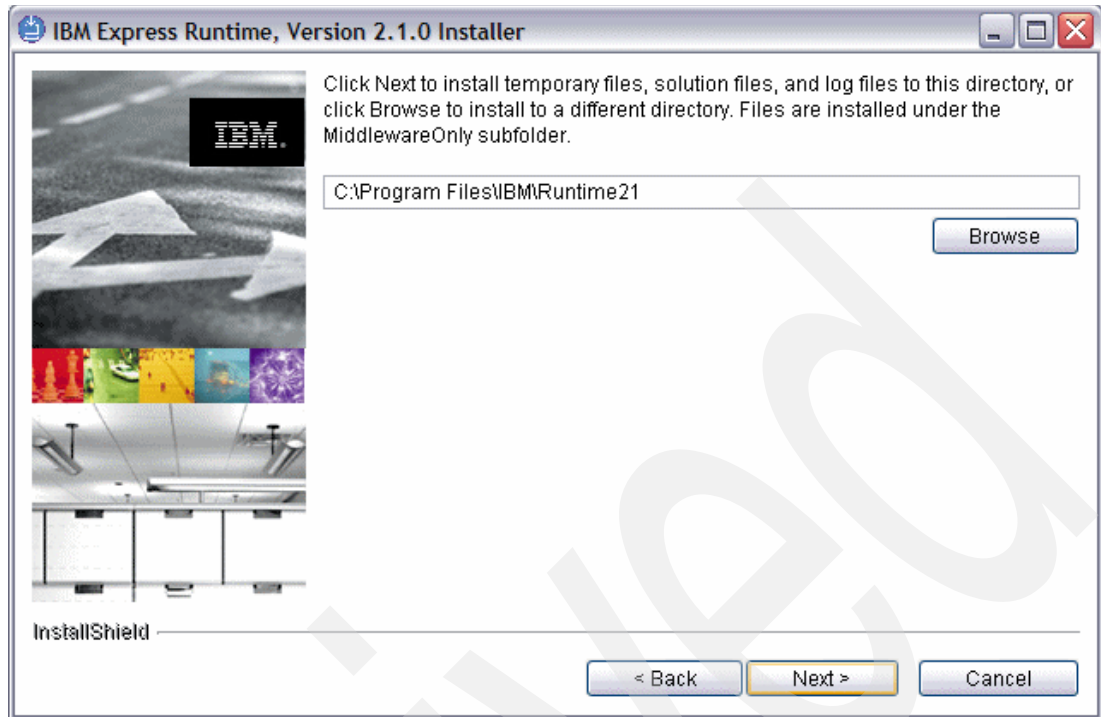 IBM Express Runtime, Version 2.1.0 Installer
Click Next to install temporary files, solution files, and log files to this directory, or
click Browse to install to a different directory. Files are installed under the
MiddlewareOnly subfolder.
IBM.
C:\Program Files\IBM\Runtime21
Browse
InstallShield
< Back
Next >
Cancel
ived